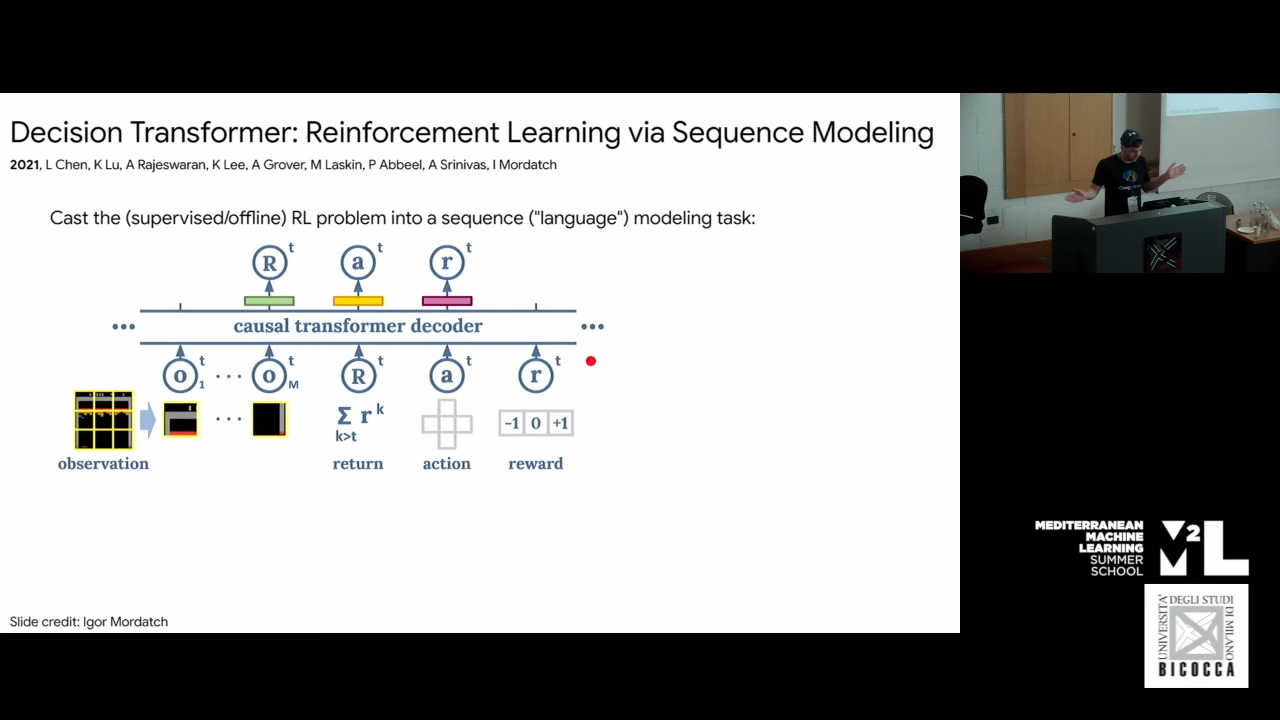 Decision Transformer: Reinforcement Learning via Sequence Modeling
2021, L Chen, K Lu, A Rajeswaran, K Lee, A Grover, M Laskin, P Abbeel, A Srinivas, I Mordatch
Cast the (supervised/offline) RL problem into a sequence ("language") modeling task:
R t a t r t
... causal transformer decoder ...
o t 1 ... o t M R t a t r t
... Σ r k k>t -1 0 +1
observation return action reward
Slide credit: Igor Mordatch
MEDITERRANEAN
MACHINE
LEARNING
SUMMER
SCHOOL
M2L
UNIVERSITÀ DEGLI STUDI DI MILANO
BICOCCA